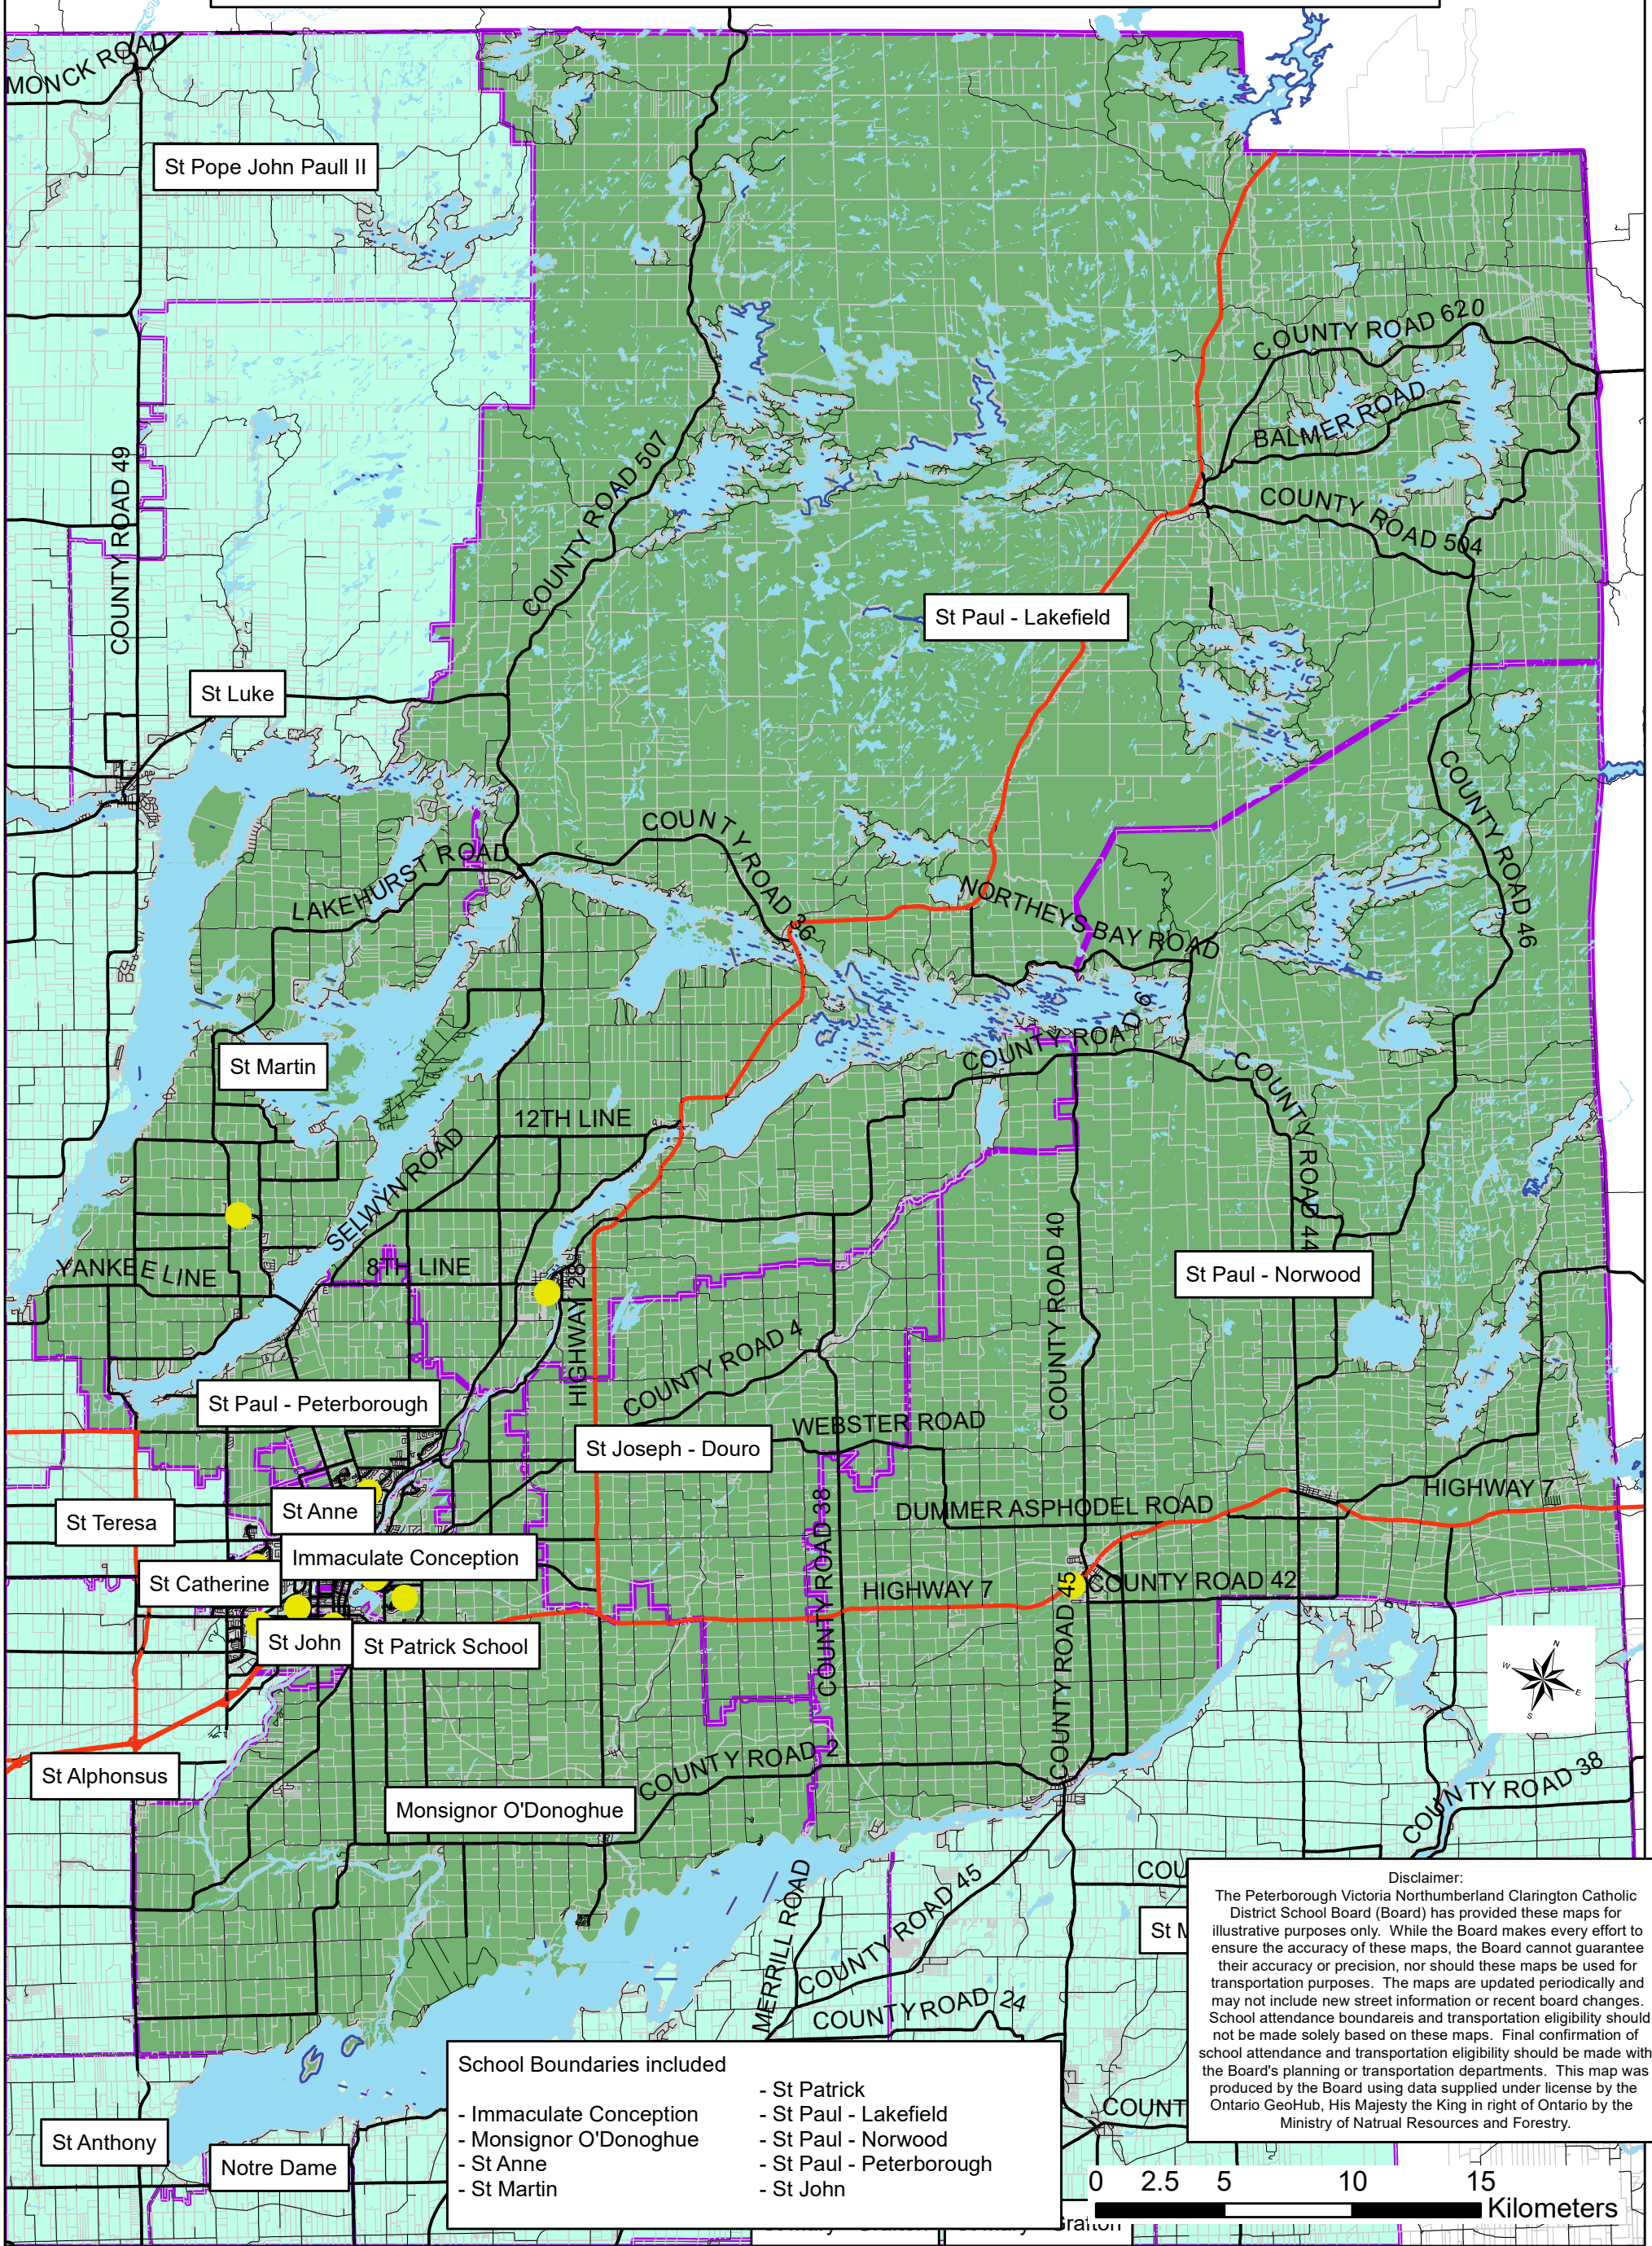 MONCK ROAD
St Pope John Paull II
COUNTY ROAD 620
BALMER ROAD
COUNTY ROAD 49
COUNTY ROAD 507
COUNTY ROAD 504
St Paul - Lakefield
St Luke
COUNTY ROAD 46
COUNTY ROAD 36
LAKEHURST ROAD
NORTHEYS BAY ROAD
COUNTY ROAD 6
St Martin
COUNTY ROAD 44
12TH LINE
SELWYN ROAD
COUNTY ROAD 40
YANKEE LINE
8TH LINE
HIGHWAY 28
St Paul - Norwood
COUNTY ROAD 4
St Paul - Peterborough
WEBSTER ROAD
St Joseph - Douro
HIGHWAY 7
St Teresa
St Anne
DUMMER ASPHODEL ROAD
COUNTY ROAD 38
Immaculate Conception
St Catherine
HIGHWAY 7
COUNTY ROAD 42
COUNTY ROAD 45
St John
St Patrick School
N
W
E
S
COUNTY ROAD 2
St Alphonsus
Monsignor O'Donoghue
COUNTY ROAD 38
MERRILL ROAD
COUNTY ROAD 45
COUNTY ROAD 24
COU
St M
COUNT
Disclaimer:
The Peterborough Victoria Northumberland Clarington Catholic
District School Board (Board) has provided these maps for
illustrative purposes only. While the Board makes every effort to
ensure the accuracy of these maps, the Board cannot guarantee
their accuracy or precision, nor should these maps be used for
transportation purposes. The maps are updated periodically and
may not include new street information or recent board changes.
School attendance boundareis and transportation eligibility should
not be made solely based on these maps. Final confirmation of
school attendance and transportation eligibility should be made with
the Board's planning or transportation departments. This map was
produced by the Board using data supplied under license by the
Ontario GeoHub, His Majesty the King in right of Ontario by the
Ministry of Natrual Resources and Forestry.
St Anthony
Notre Dame
School Boundaries included
- Immaculate Conception
- Monsignor O'Donoghue
- St Anne
- St Martin
- St Patrick
- St Paul - Lakefield
- St Paul - Norwood
- St Paul - Peterborough
- St John
0 2.5 5 10 15
Kilometers